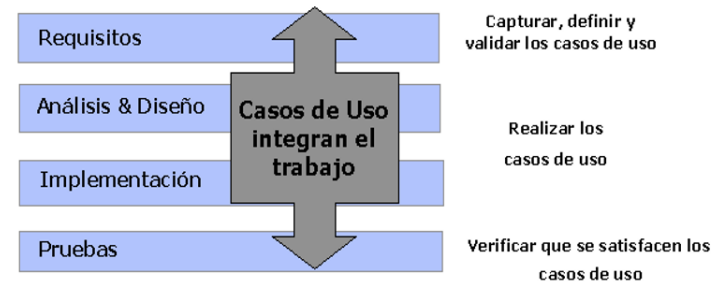 Requisitos
Capturar, definir y
validar los casos de uso
Análisis & Diseño
Casos de Uso
integran el
trabajo
Realizar los
casos de uso
Implementación
Pruebas
Verificar que se satisfacen los
casos de uso